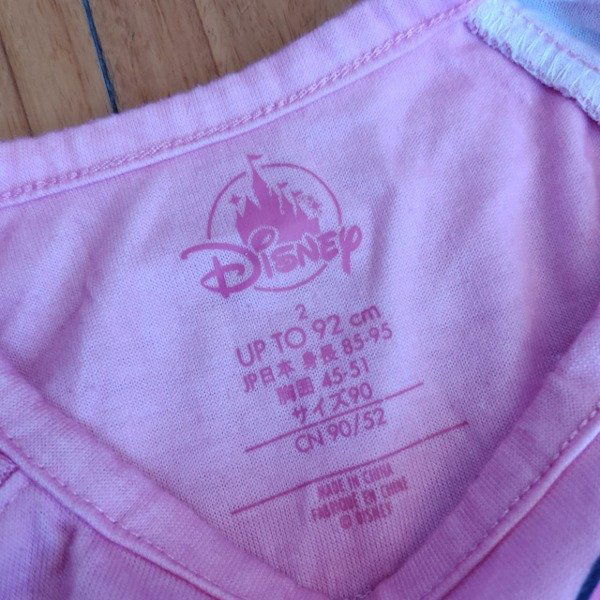 Disney
2
UP TO 92 cm
JP日本 身長 85-95
胸囲 45-51
サイズ90
CN 90/52
MADE IN CHINA
FABRIQUÉ EN CHINE
© DISNEY